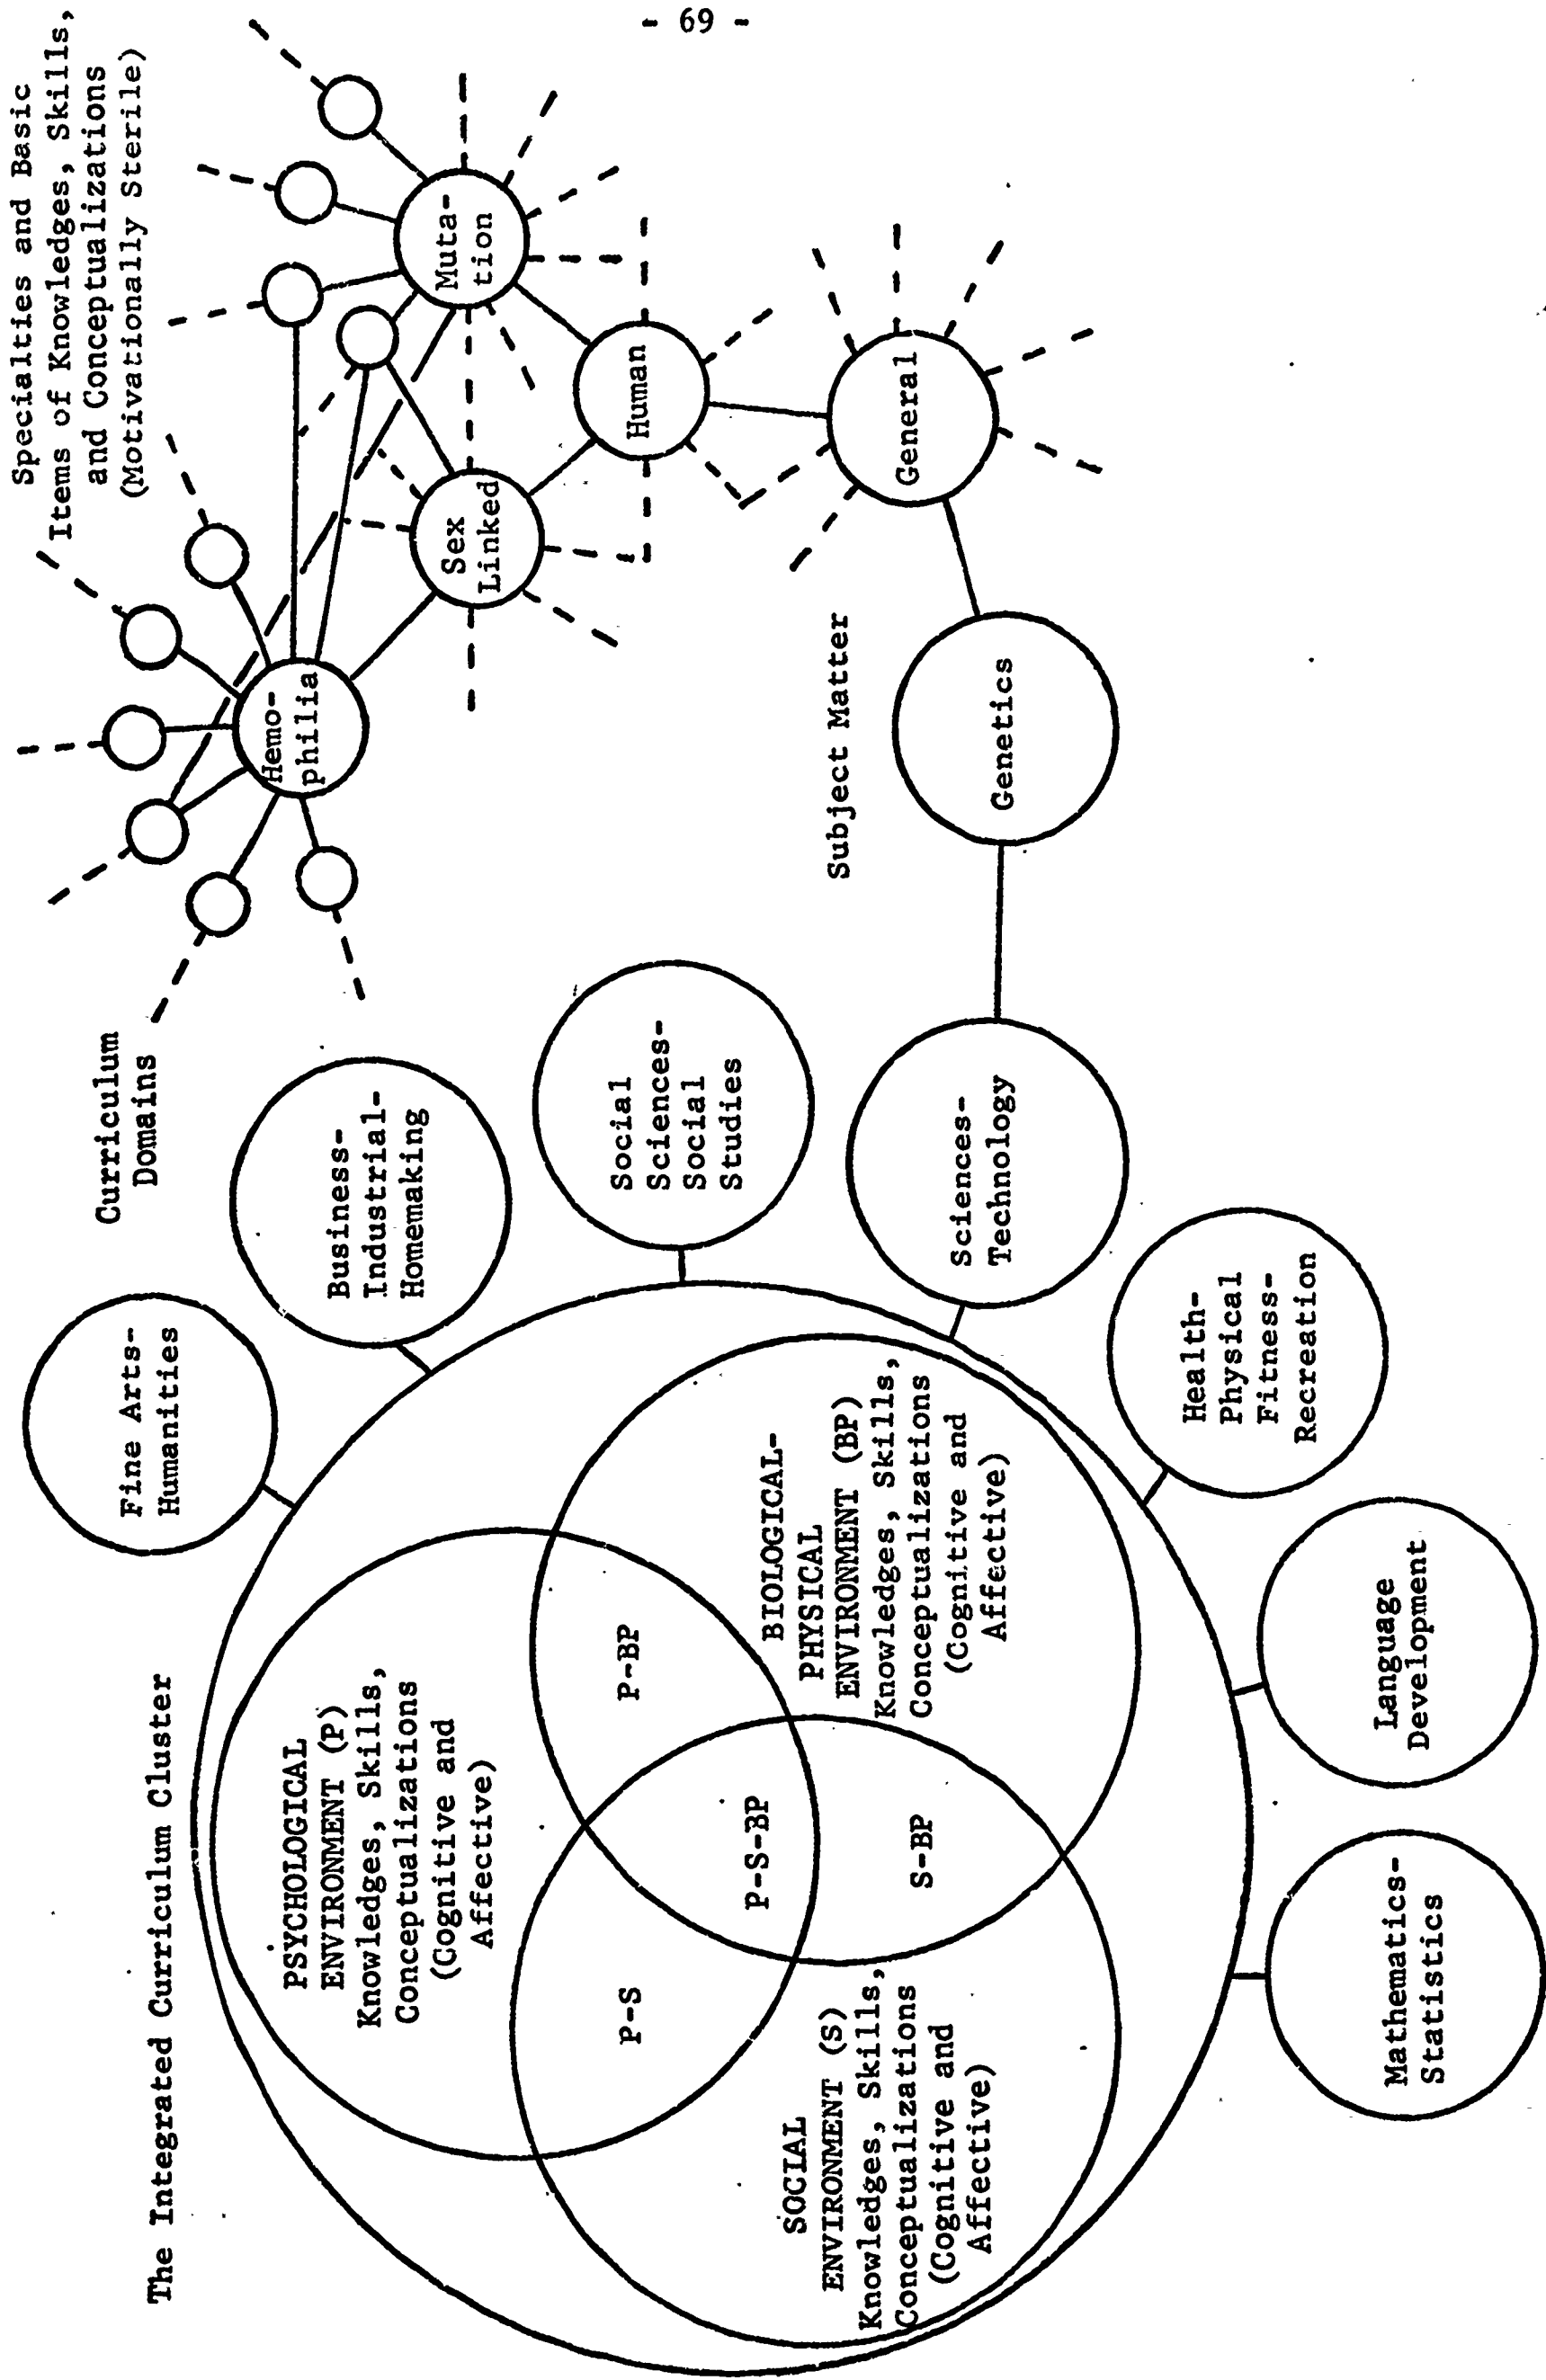 - 69 -
The Integrated Curriculum Cluster
PSYCHOLOGICAL
ENVIRONMENT (P)
Knowledges, Skills,
Conceptualizations
(Cognitive and
Affective)
P-S
P-BP
P-S-BP
S-BP
SOCIAL
ENVIRONMENT (S)
Knowledges, Skills,
Conceptualizations
(Cognitive and
Affective)
BIOLOGICAL-
PHYSICAL
ENVIRONMENT (BP)
Knowledges, Skills,
Conceptualizations
(Cognitive and
Affective)
Curriculum
Domains
Fine Arts-
Humanities
Business-
Industrial-
Homemaking
Social
Sciences-
Social
Studies
Sciences-
Technology
Health-
Physical
Fitness-
Recreation
Language
Development
Mathematics-
Statistics
Subject Matter
Genetics
General
Human
Sex
Linked
Muta-
tion
Hemo-
philia
Specialties and Basic
Items of Knowledges, Skills,
and Conceptualizations
(Motivationally Sterile)